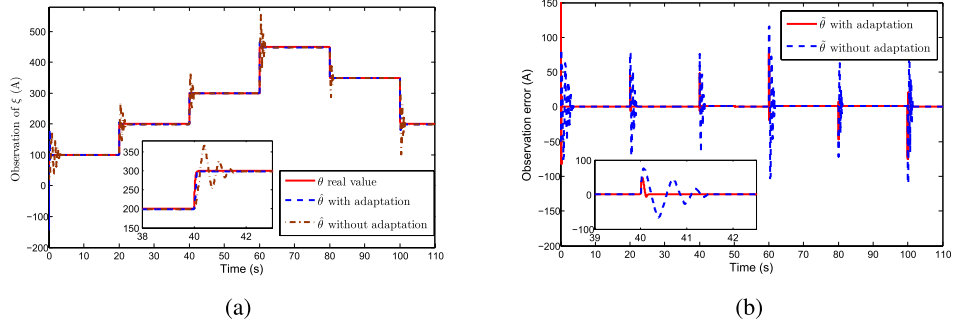 Observation of ξ (A)
500
400
300
200
100
0
−100
−200
350
300
250
200
150
38
40
42
θ real value
θ̂ with adaptation
θ̂ without adaptation
0 10 20 30 40 50 60 70 80 90 100 110
Time (s)
(a)
Observation error (A)
150
100
50
0
−50
−100
−150
−200
θ̃ with adaptation
θ̃ without adaptation
100
0
−100
39 40 41 42
0 10 20 30 40 50 60 70 80 90 100 110
Time (s)
(b)